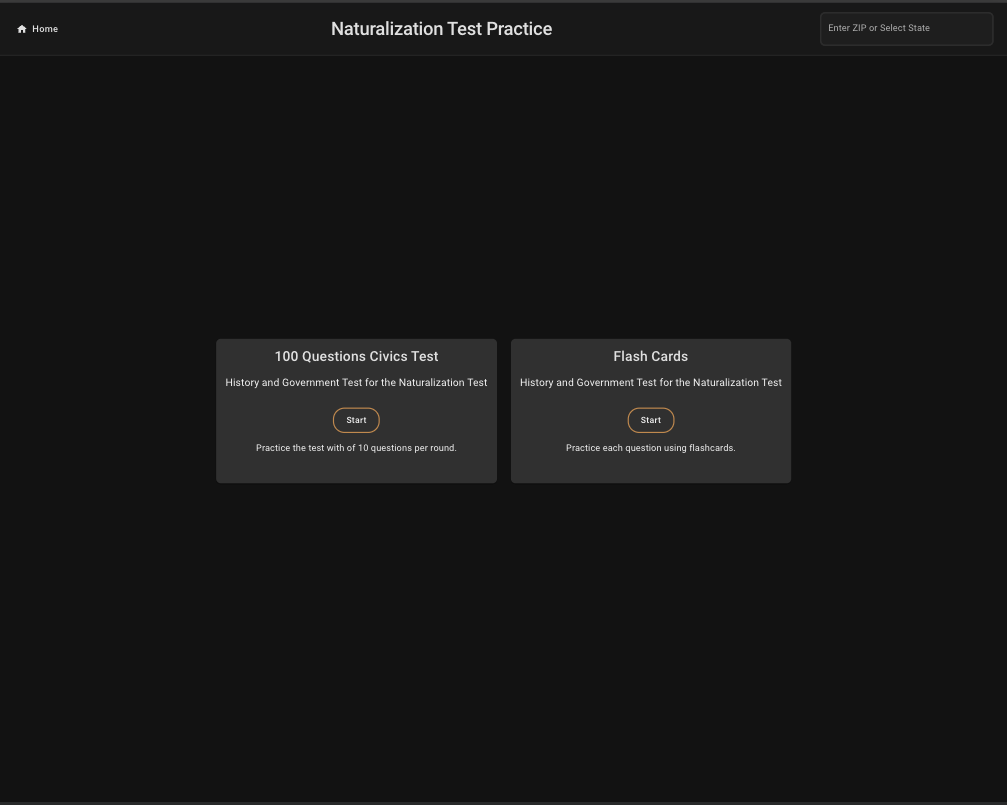 Home
Naturalization Test Practice
Enter ZIP or Select State
100 Questions Civics Test
History and Government Test for the Naturalization Test
Start
Practice the test with of 10 questions per round.
Flash Cards
History and Government Test for the Naturalization Test
Start
Practice each question using flashcards.